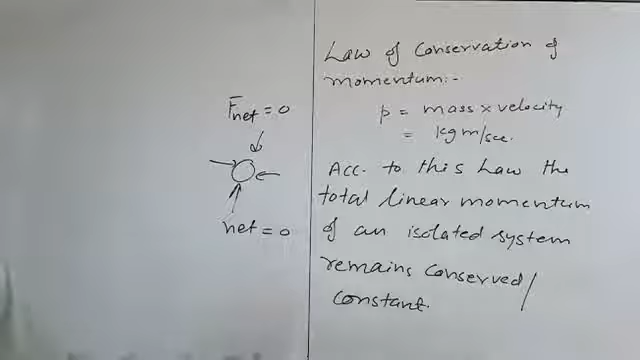 Fnet = 0
net = 0
Law of Conservation of
momentum:-
p = mass x velocity
= kg m/sec.
Acc. to this Law the
total linear momentum
of an isolated system
remains conserved/
constant.